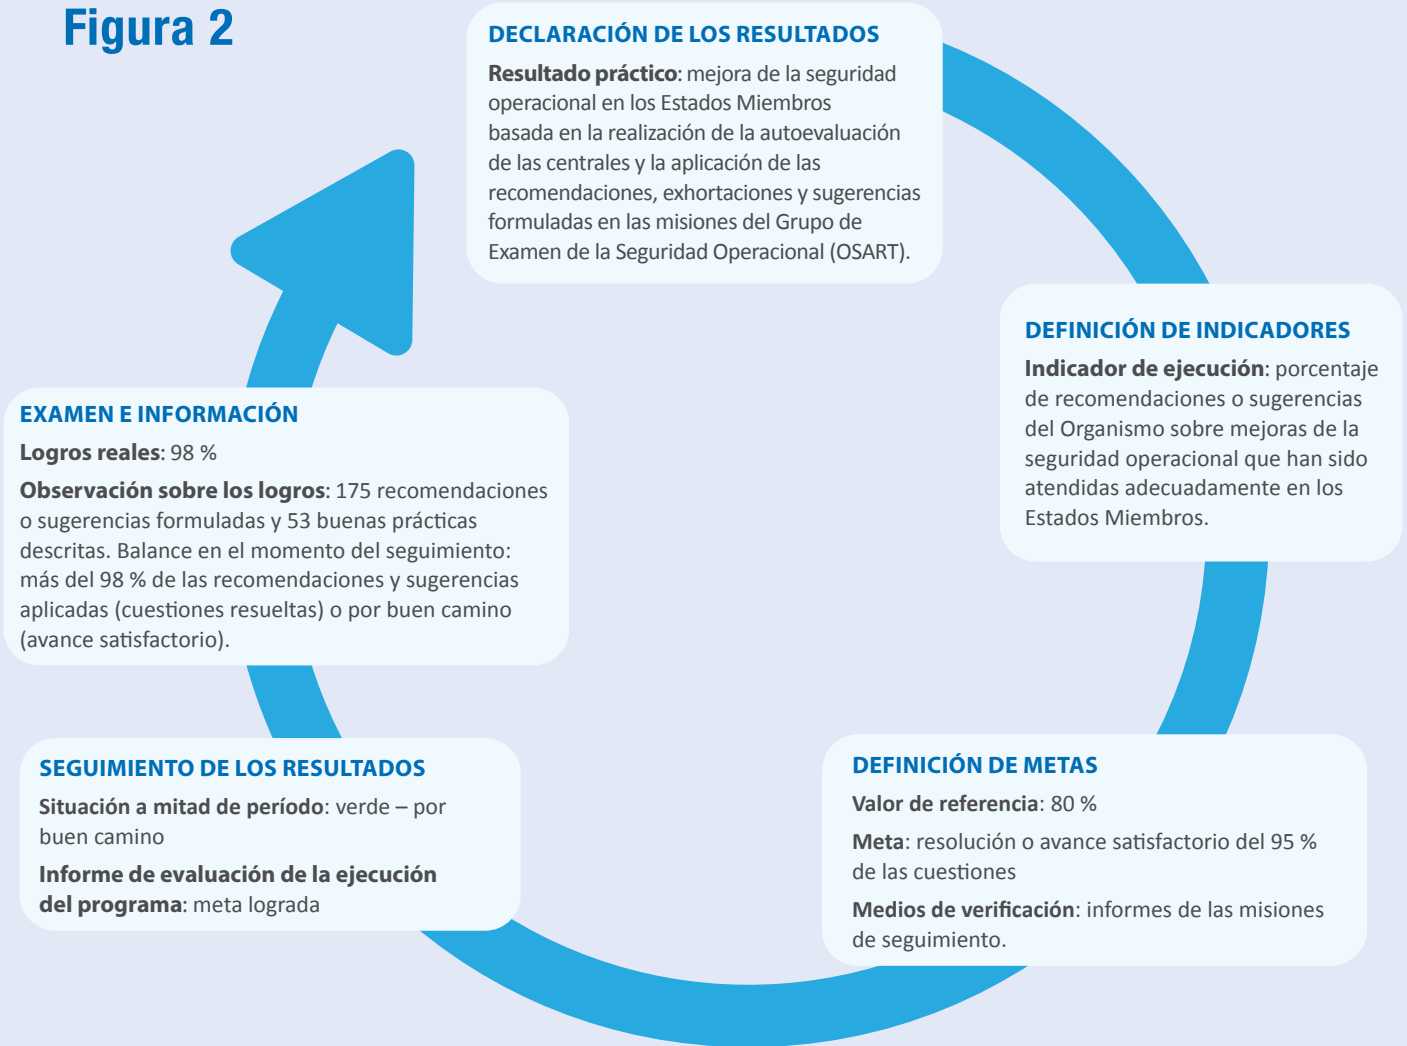 Figura 2
DECLARACIÓN DE LOS RESULTADOS
Resultado práctico: mejora de la seguridad
operacional en los Estados Miembros
basada en la realización de la autoevaluación
de las centrales y la aplicación de las
recomendaciones, exhortaciones y sugerencias
formuladas en las misiones del Grupo de
Examen de la Seguridad Operacional (OSART).
DEFINICIÓN DE INDICADORES
Indicador de ejecución: porcentaje
de recomendaciones o sugerencias
del Organismo sobre mejoras de la
seguridad operacional que han sido
atendidas adecuadamente en los
Estados Miembros.
DEFINICIÓN DE METAS
Valor de referencia: 80 %
Meta: resolución o avance satisfactorio del 95 %
de las cuestiones
Medios de verificación: informes de las misiones
de seguimiento.
SEGUIMIENTO DE LOS RESULTADOS
Situación a mitad de período: verde – por
buen camino
Informe de evaluación de la ejecución
del programa: meta lograda
EXAMEN E INFORMACIÓN
Logros reales: 98 %
Observación sobre los logros: 175 recomendaciones
o sugerencias formuladas y 53 buenas prácticas
descritas. Balance en el momento del seguimiento:
más del 98 % de las recomendaciones y sugerencias
aplicadas (cuestiones resueltas) o por buen camino
(avance satisfactorio).